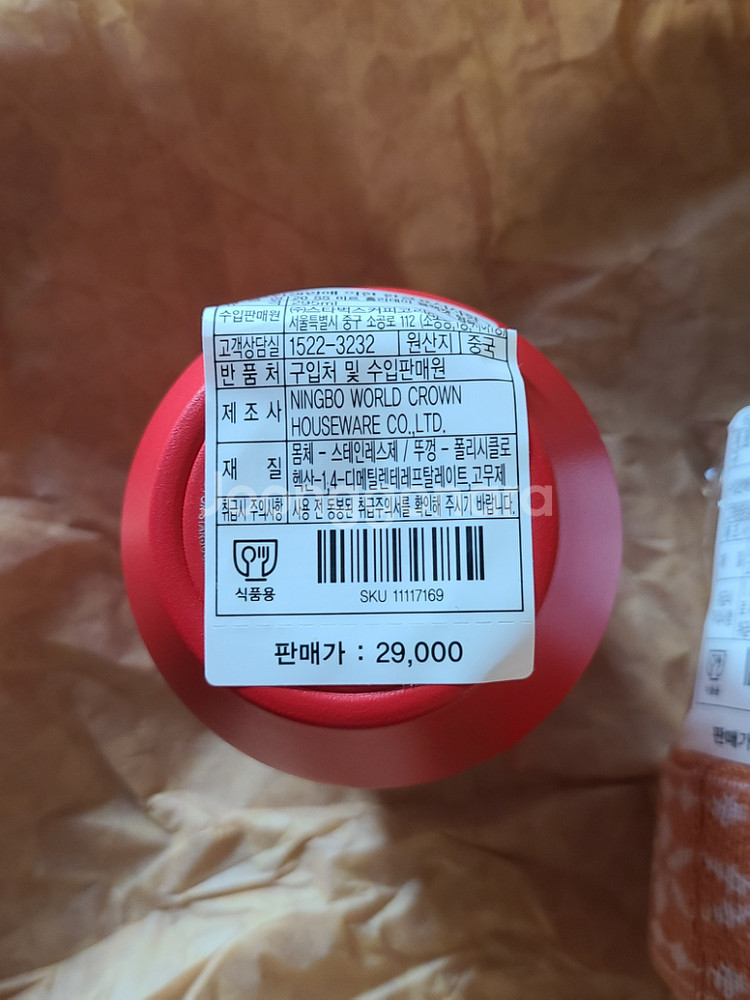 295ml
수입판매원
서울특별시 중구 소공로 112
고객상담실 1522-3232 원산지 중국
반품처 구입처 및 수입판매원
제조사 NINGBO WORLD CROWN
HOUSEWARE CO.,LTD.
재질 몸체 - 스테인레스제 / 뚜껑 - 폴리시클로
헥산-1,4-디메틸렌테레프탈레이트,고무제
취급시 주의사항 사용 전 동봉된 취급주의서를 확인해 주시기 바랍니다.
식품용
SKU 11117169
판매가 : 29,000
판매가